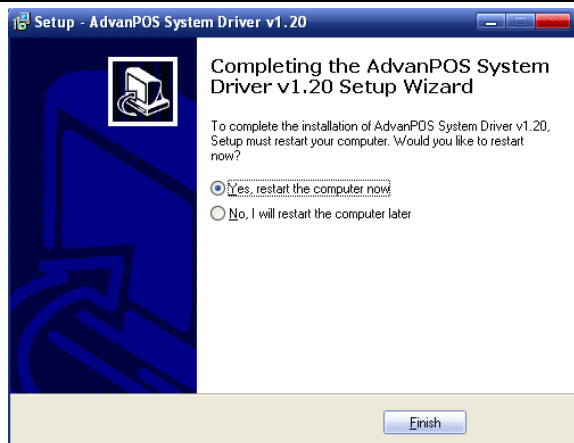 Setup - AdvanPOS System Driver v1.20
Completing the AdvanPOS System
Driver v1.20 Setup Wizard
To complete the installation of AdvanPOS System Driver v1.20,
Setup must restart your computer. Would you like to restart
now?
Yes, restart the computer now
No, I will restart the computer later
Finish